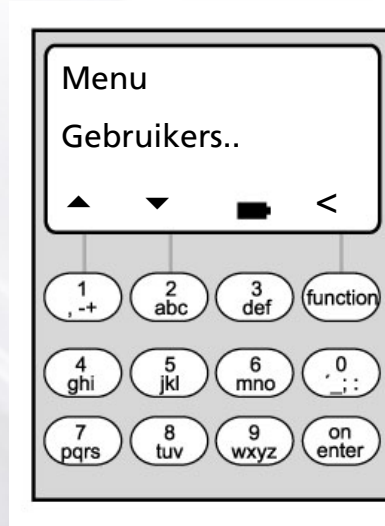 Menu
Gebruikers..
<
1 2 3 function
, -+ abc def
4 5 6 0
ghi jkl mno ´_; :
7 8 9 on
pqrs tuv wxyz enter